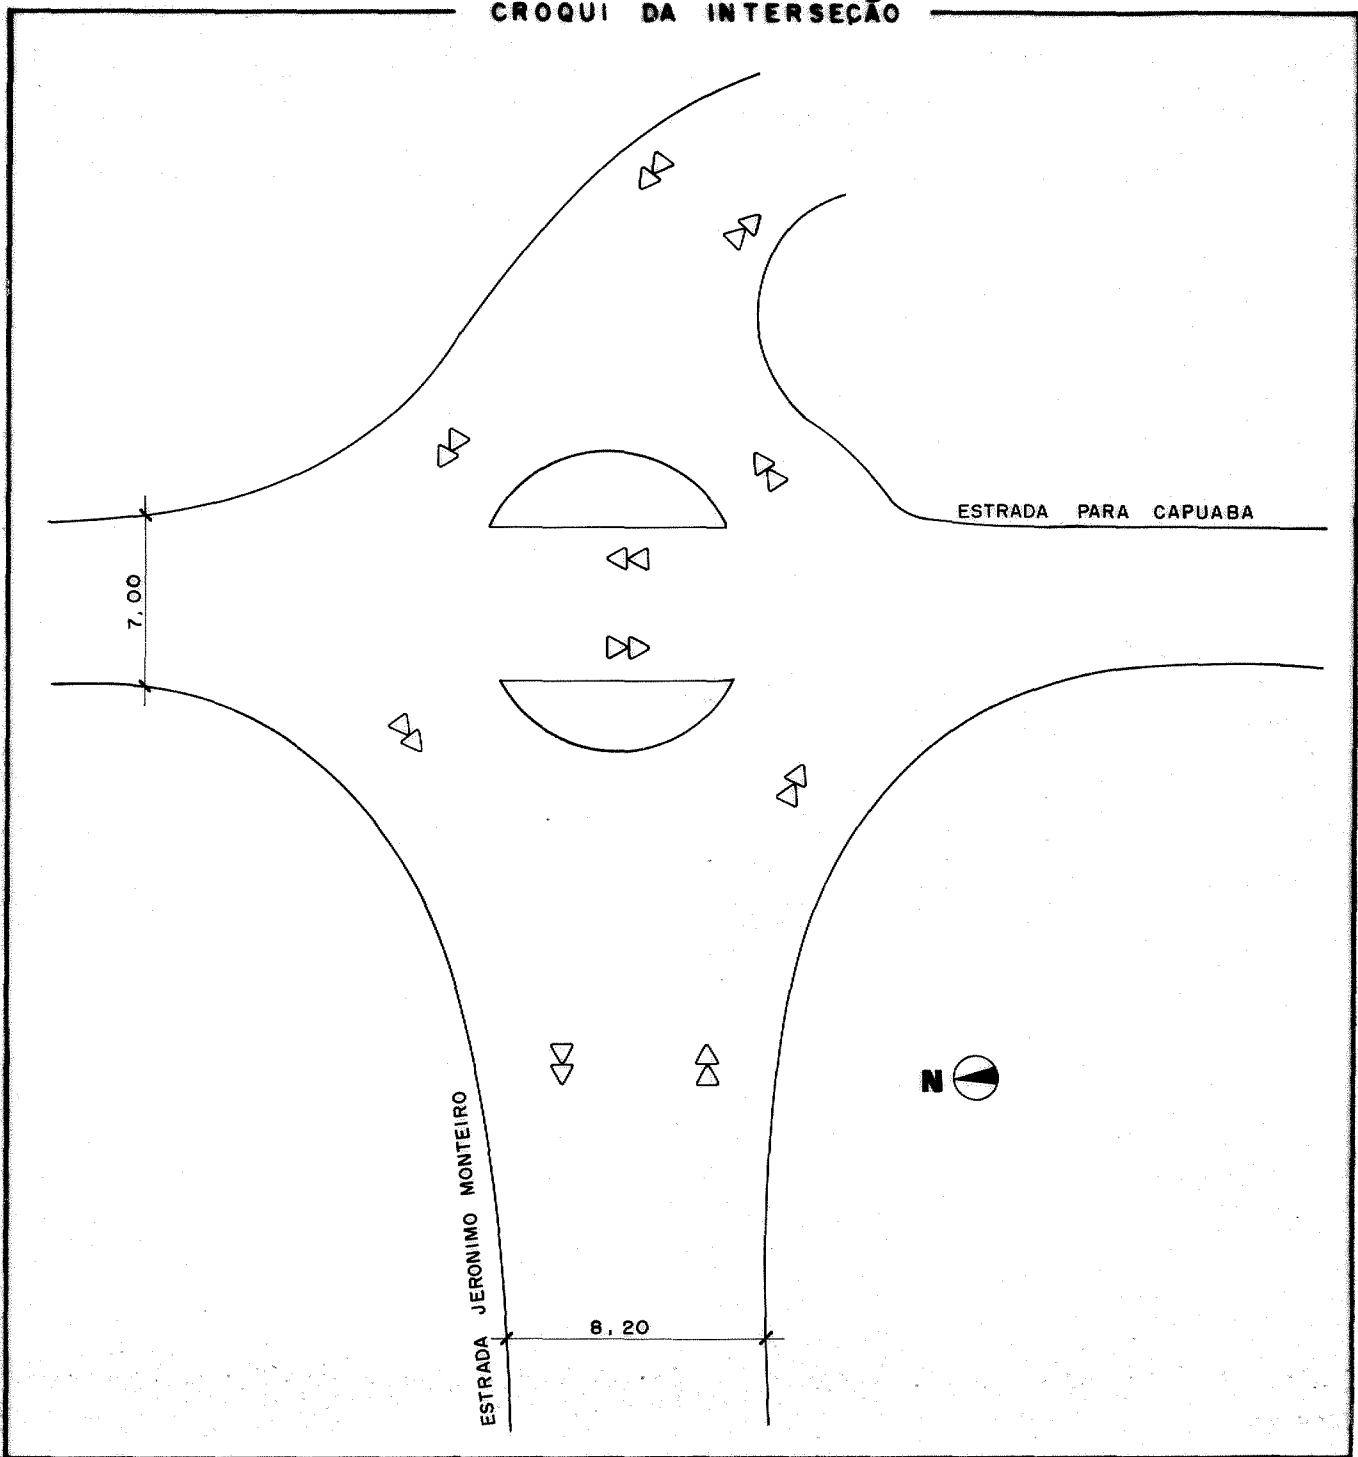 CROQUI DA INTERSEÇÃO
ESTRADA PARA CAPUABA
7,00
N
ESTRADA JERONIMO MONTEIRO
8,20